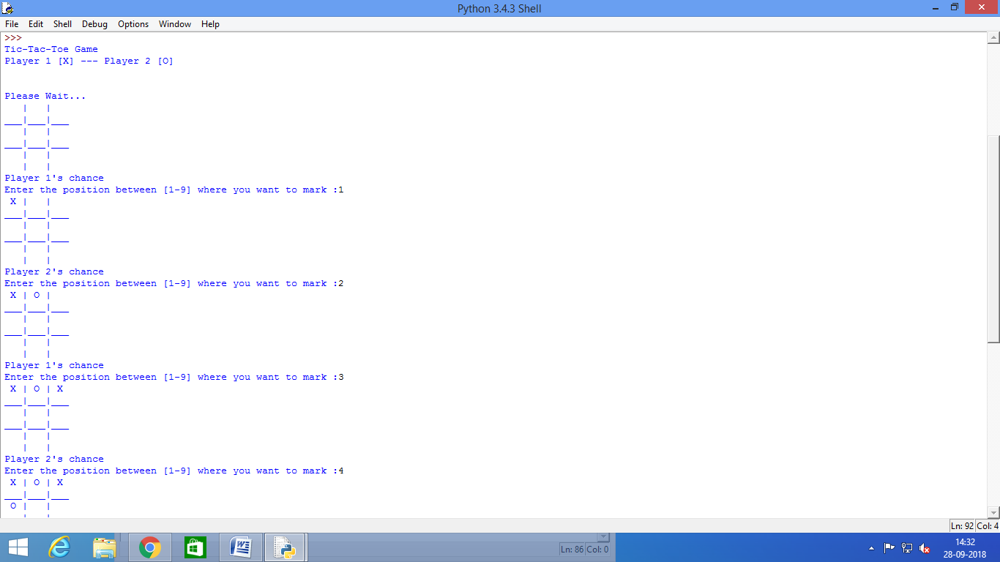 Python 3.4.3 Shell
File Edit Shell Debug Options Window Help
>>>
Tic-Tac-Toe Game
Player 1 [X] --- Player 2 [O]
Please Wait...
   |   |
___|___|___
   |   |
___|___|___
   |   |
   |   |
Player 1's chance
Enter the position between [1-9] where you want to mark :1
 X |   |
___|___|___
   |   |
___|___|___
   |   |
   |   |
Player 2's chance
Enter the position between [1-9] where you want to mark :2
 X | O |
___|___|___
   |   |
___|___|___
   |   |
   |   |
Player 1's chance
Enter the position between [1-9] where you want to mark :3
 X | O | X
___|___|___
   |   |
___|___|___
   |   |
   |   |
Player 2's chance
Enter the position between [1-9] where you want to mark :4
 X | O | X
___|___|___
 O |   |
Ln: 92 Col: 4
Ln: 86 Col: 0
14:32
28-09-2018